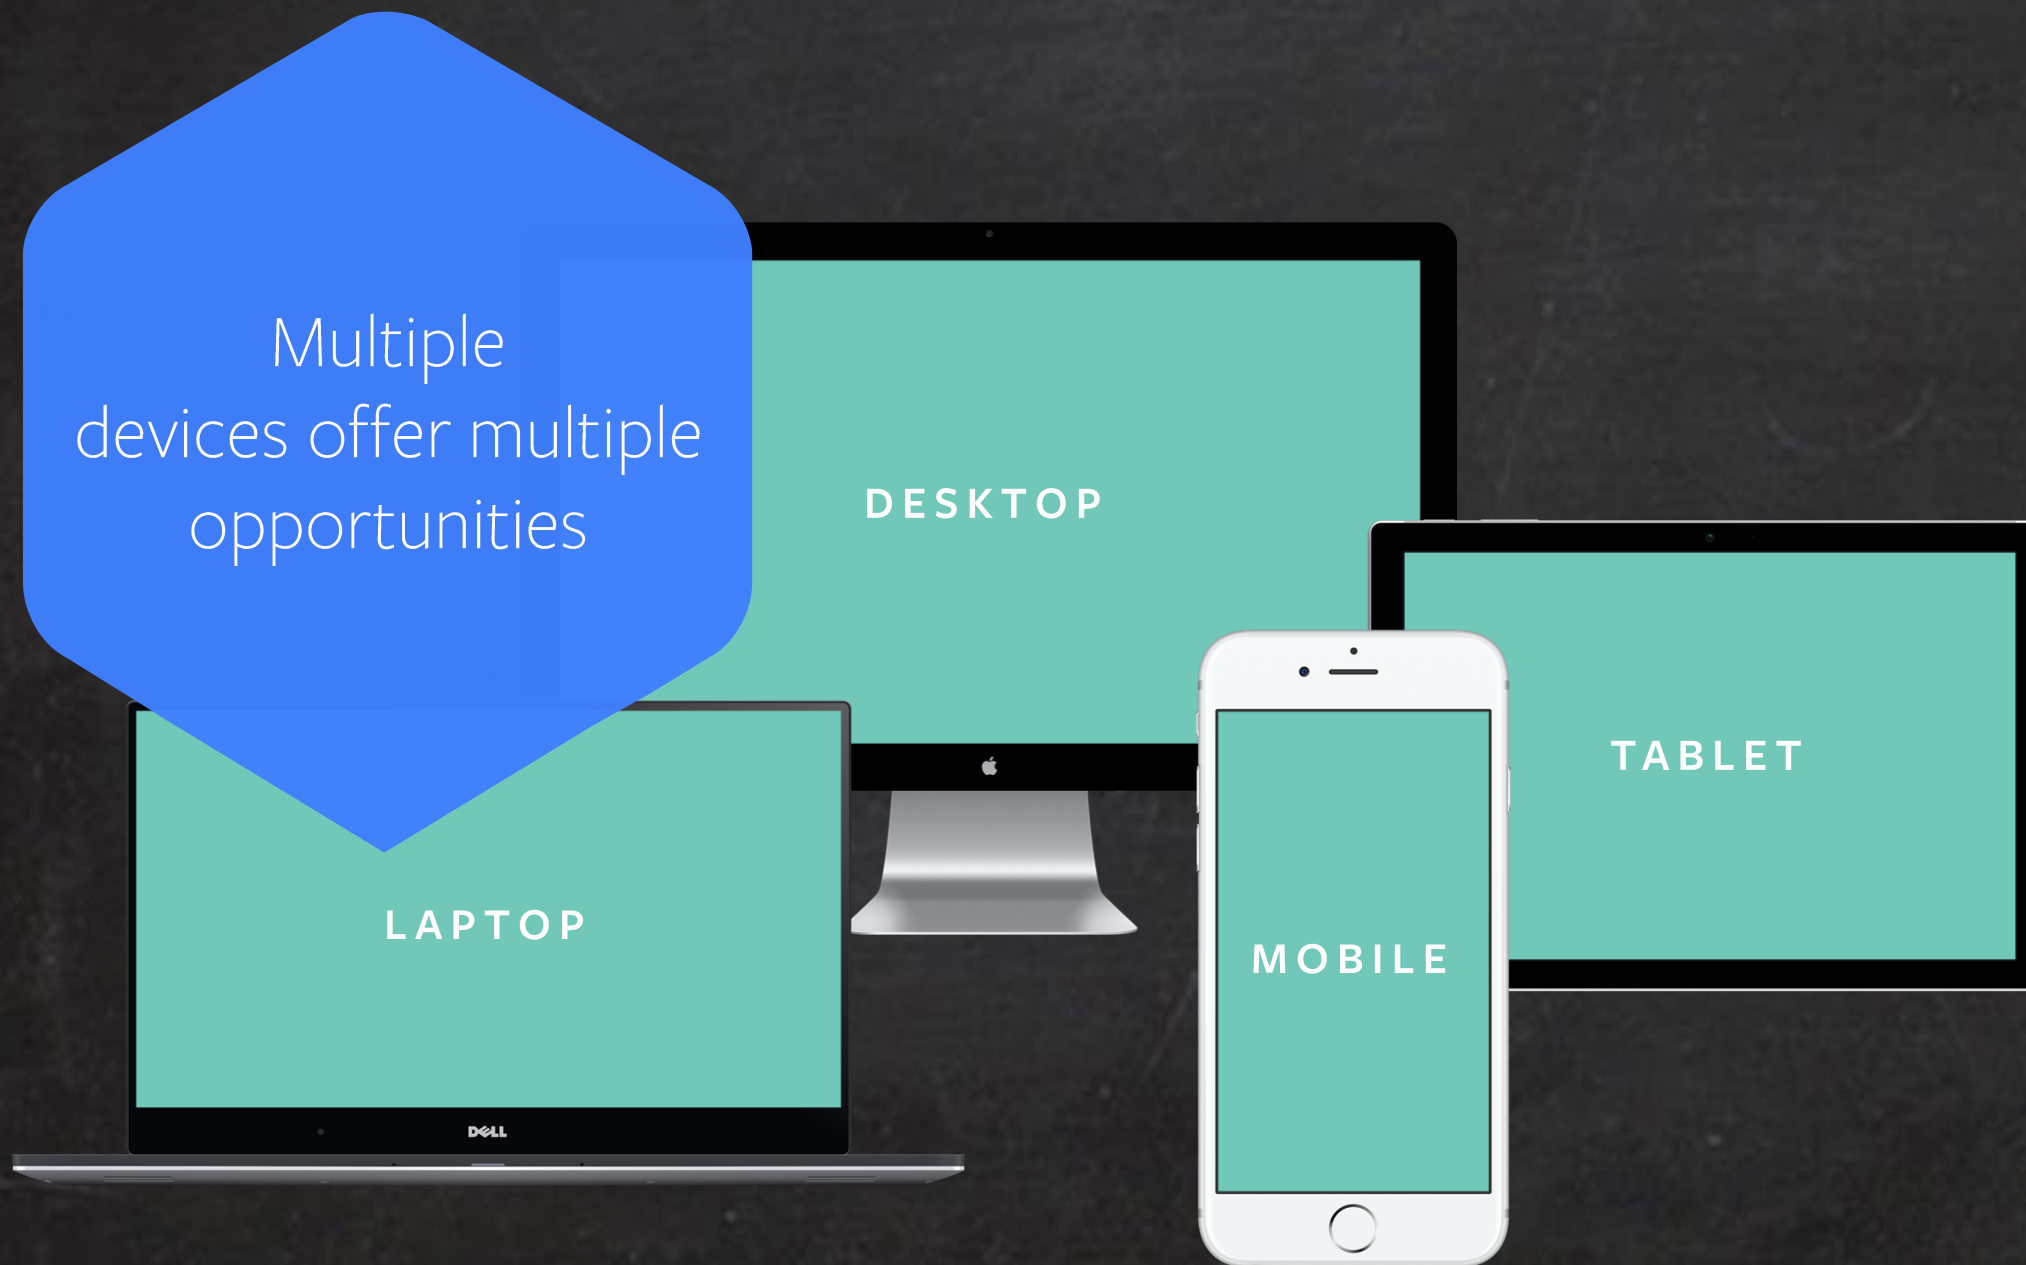 Multiple
devices offer multiple
opportunities
DESKTOP
TABLET
LAPTOP
MOBILE
DELL